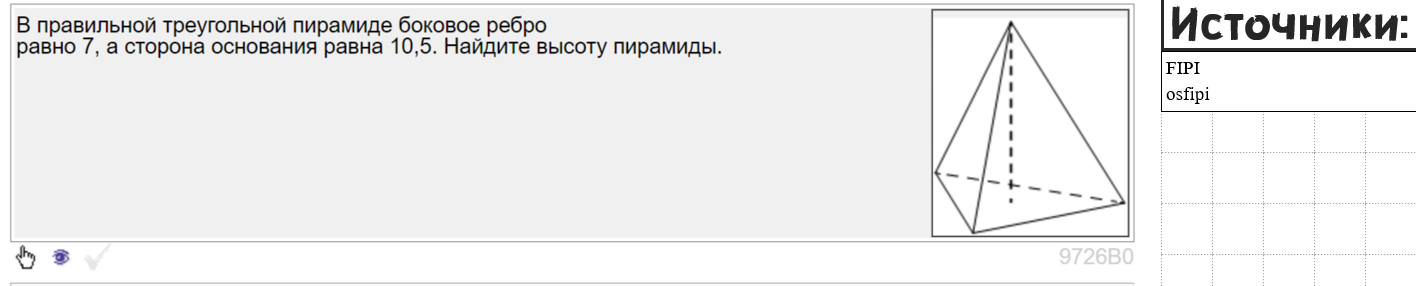 В правильной треугольной пирамиде боковое ребро
равно 7, а сторона основания равна 10,5. Найдите высоту пирамиды.
9726B0
Источники:
FIPI
osfipi